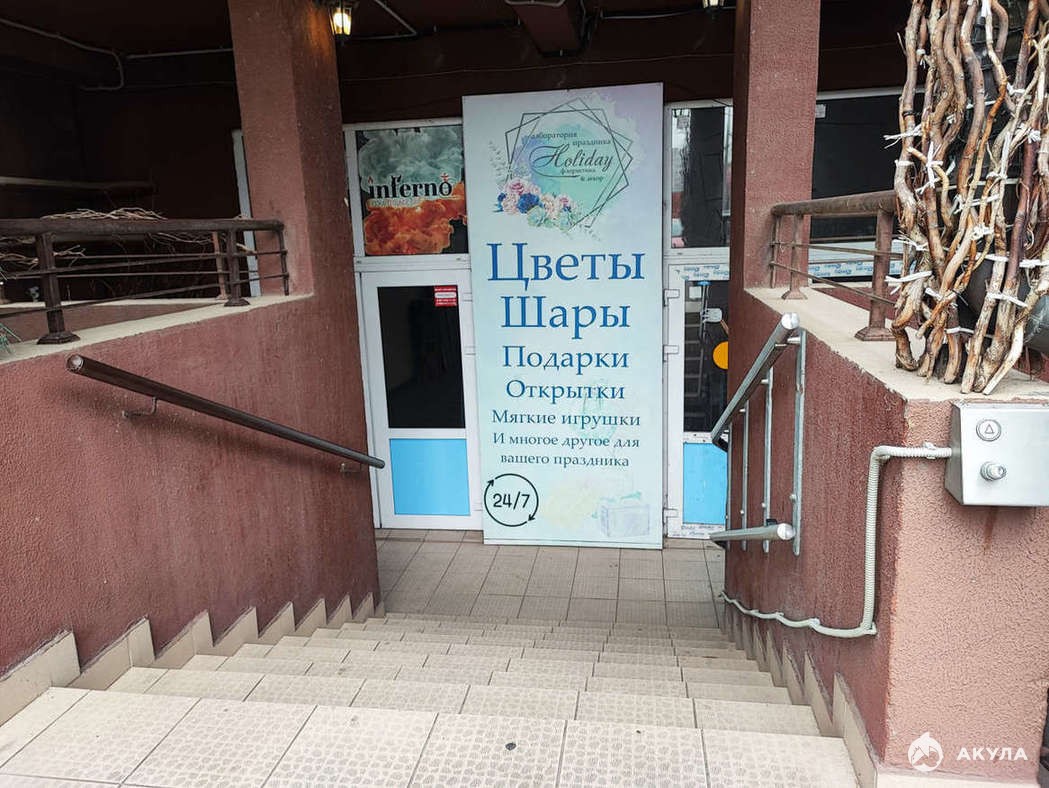 лаборатория
праздника
Holiday
флористика
& декор
inferno
Цветы
Шары
Подарки
Открытки
Мягкие игрушки
И многое другое для
вашего праздника
24/7
АКУЛА